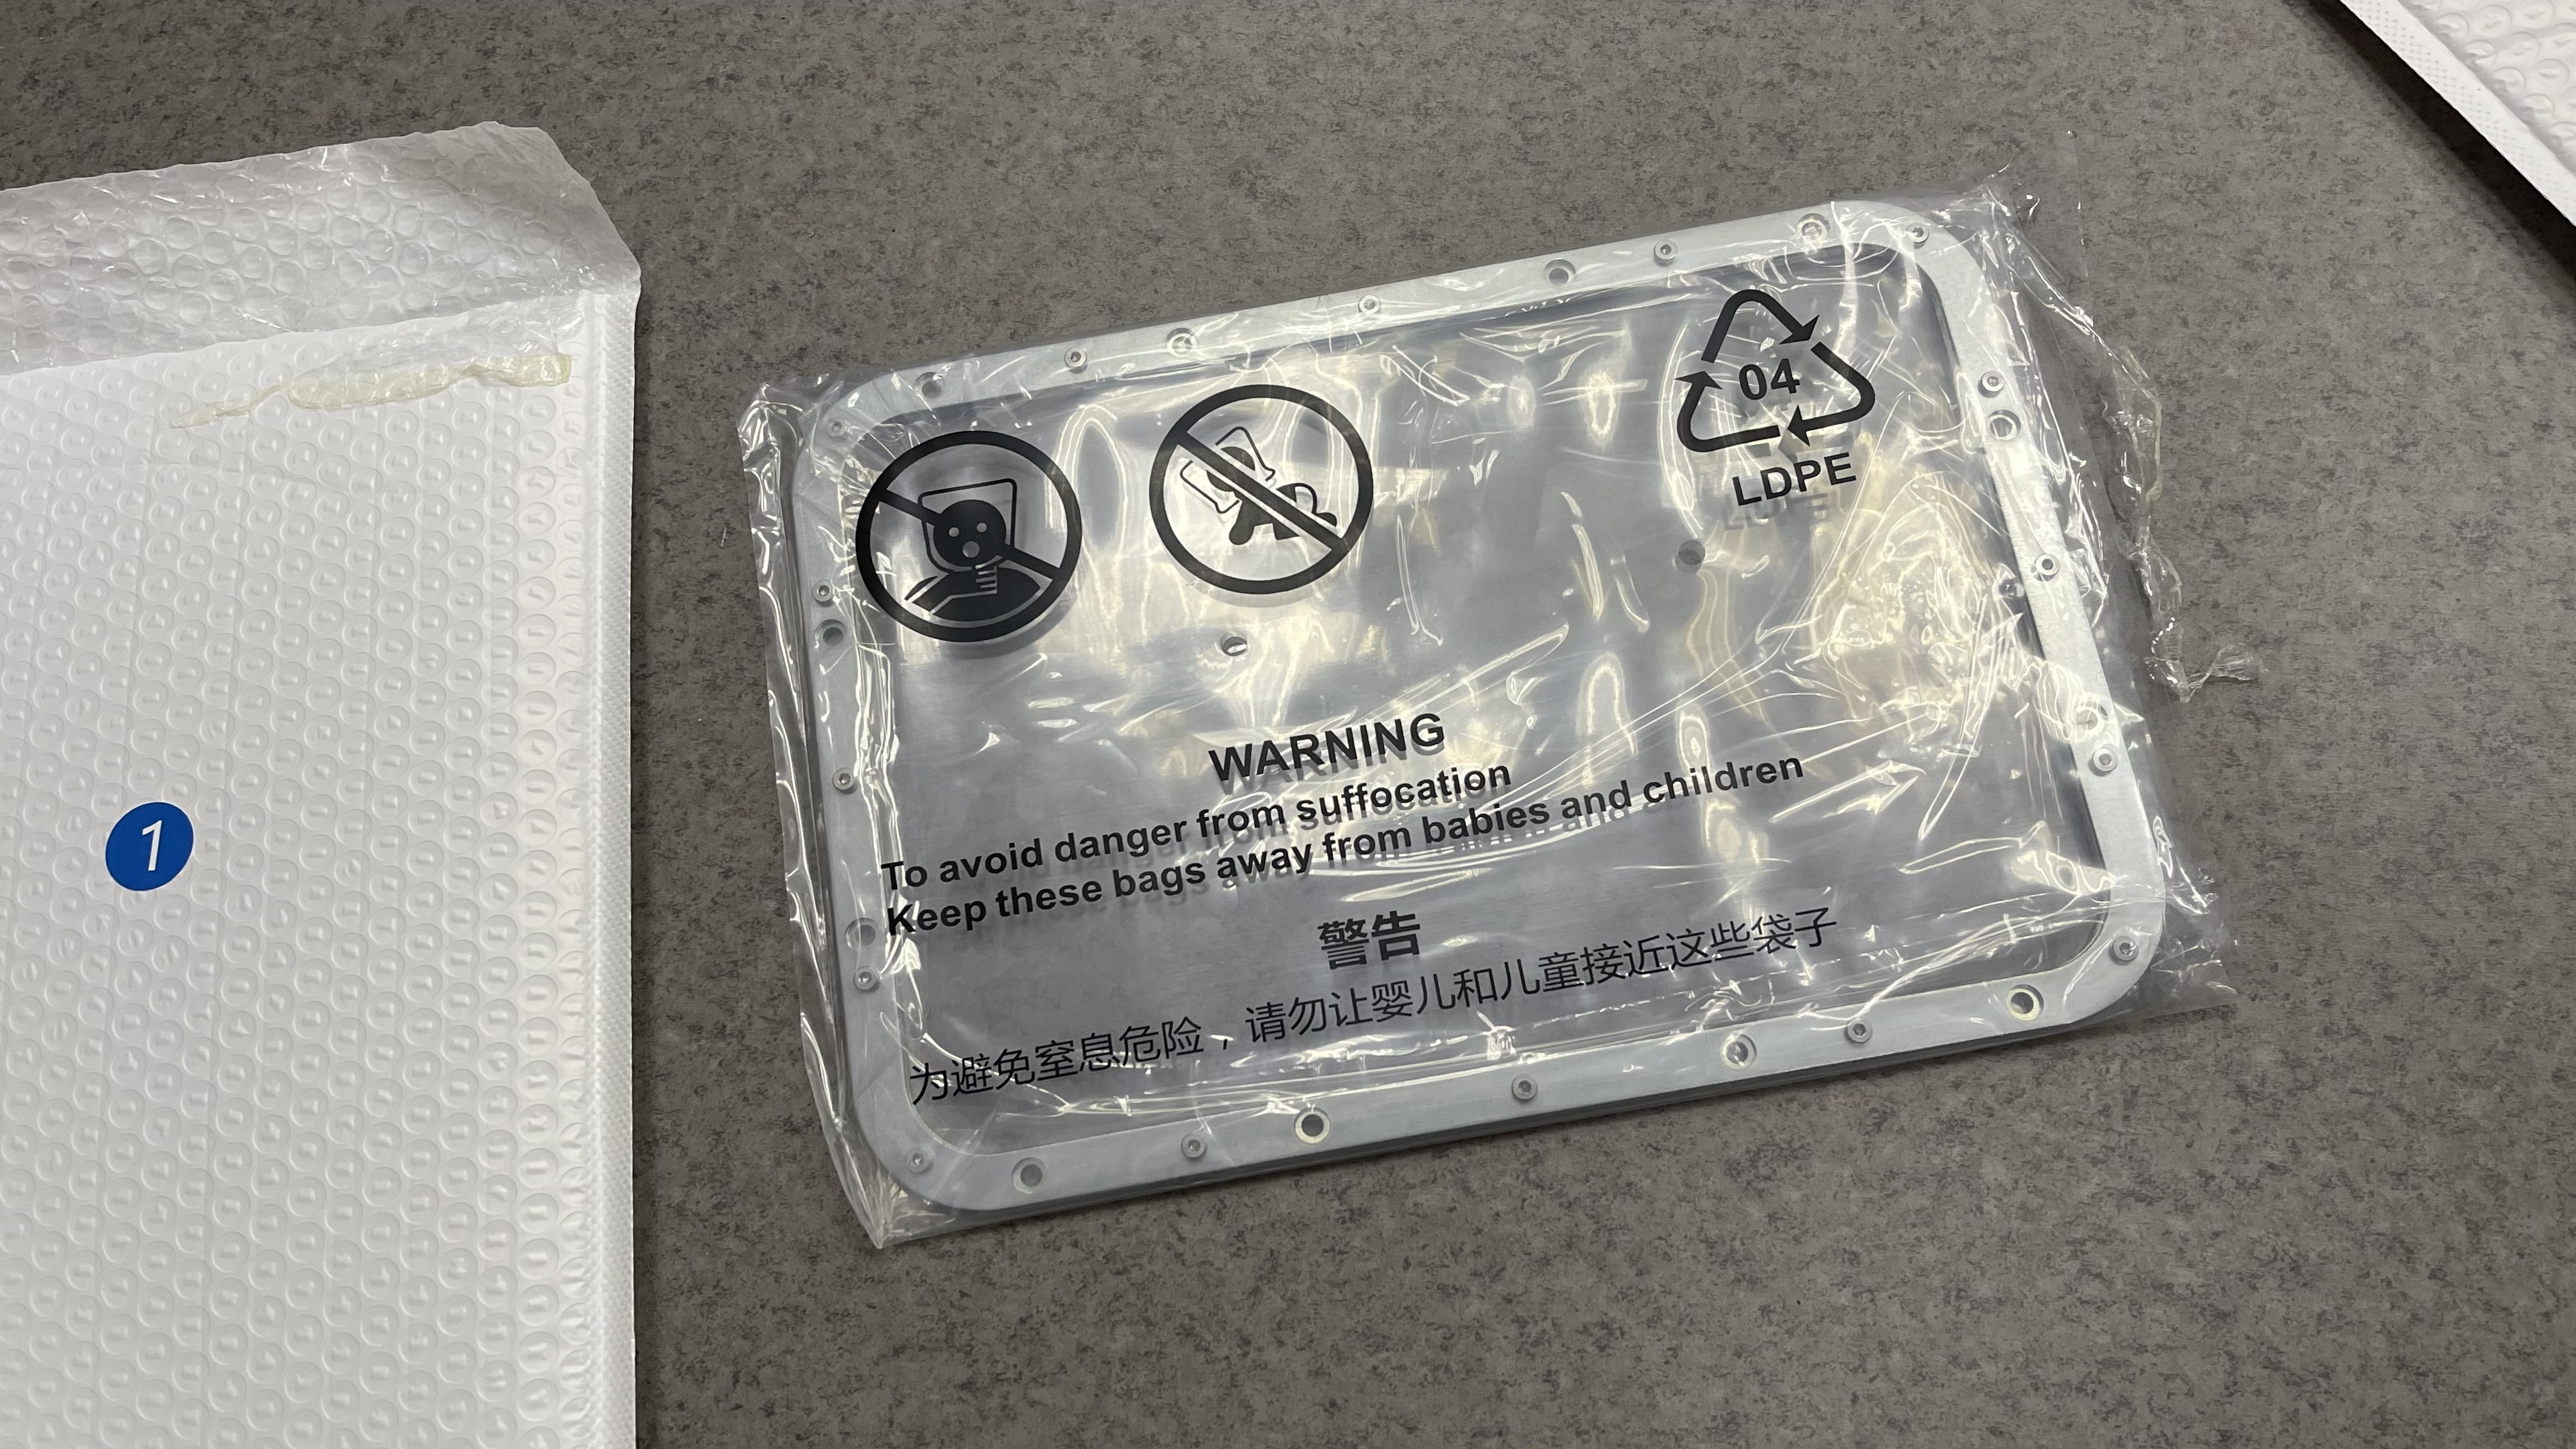 04
LDPE
1
WARNING
To avoid danger from suffocation
Keep these bags away from babies and children
警告
为避免窒息危险，请勿让婴儿和儿童接近这些袋子